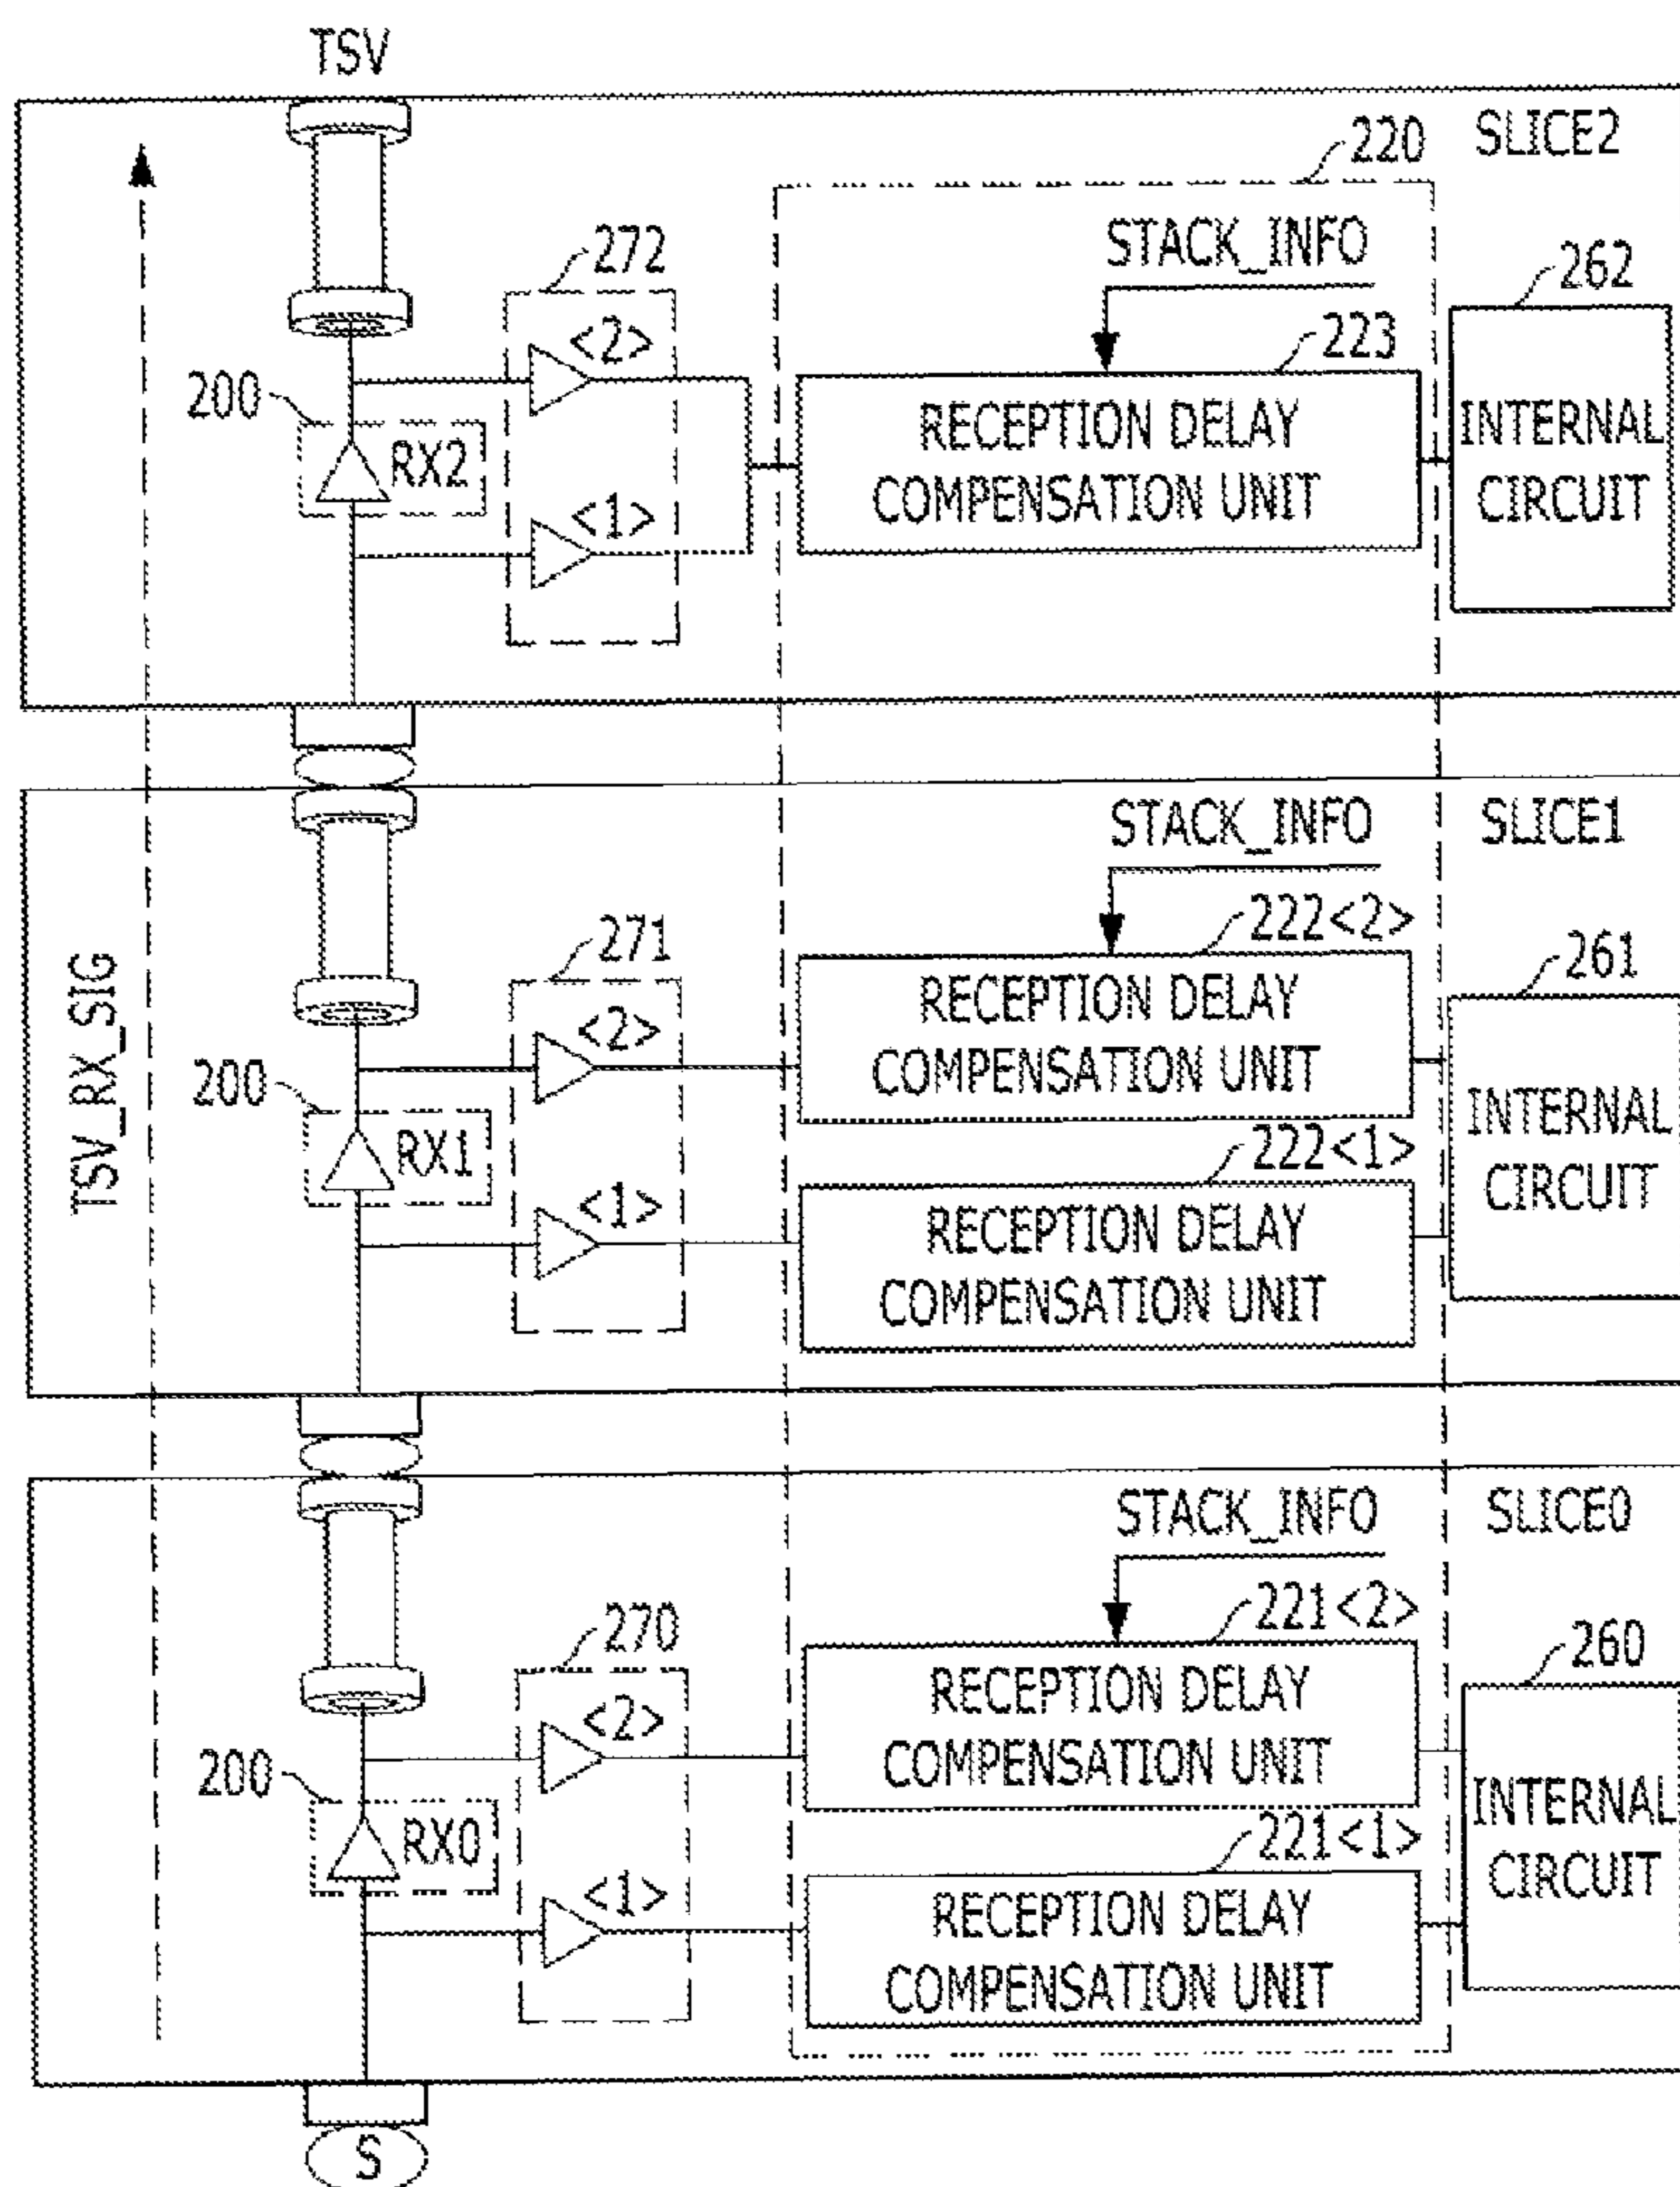 TSV
SLICE2
220
STACK_INFO
272
262
<2>
223
200
RX2
RECEPTION DELAY
COMPENSATION UNIT
INTERNAL
CIRCUIT
<1>
TSV_RX_SIG
SLICE1
STACK_INFO
222<2>
271
261
<2>
RECEPTION DELAY
COMPENSATION UNIT
200
RX1
222<1>
INTERNAL
CIRCUIT
<1>
RECEPTION DELAY
COMPENSATION UNIT
SLICE0
STACK_INFO
221<2>
270
260
<2>
RECEPTION DELAY
COMPENSATION UNIT
200
RX0
221<1>
INTERNAL
CIRCUIT
<1>
RECEPTION DELAY
COMPENSATION UNIT
S